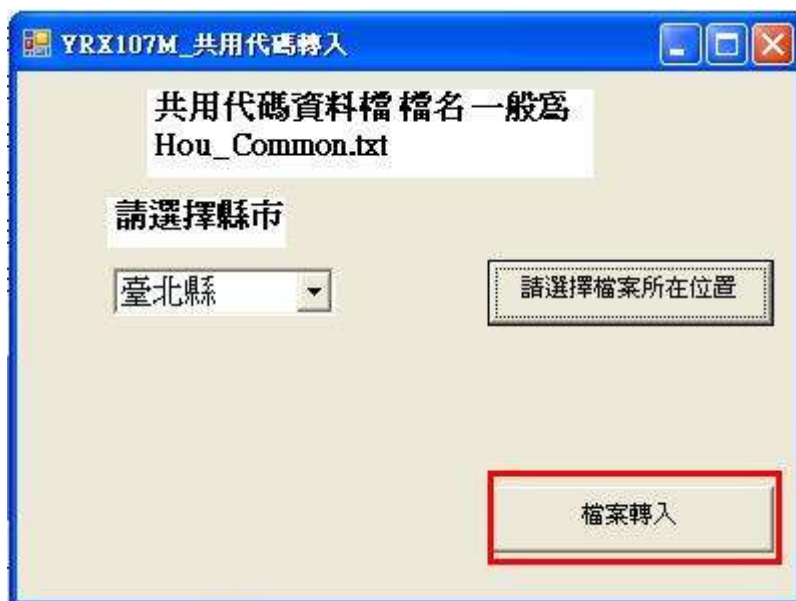 YRX107M_共用代碼轉入
共用代碼資料檔 檔名 一般為
Hou_Common.txt
請選擇縣市
臺北縣
請選擇檔案所在位置
檔案轉入